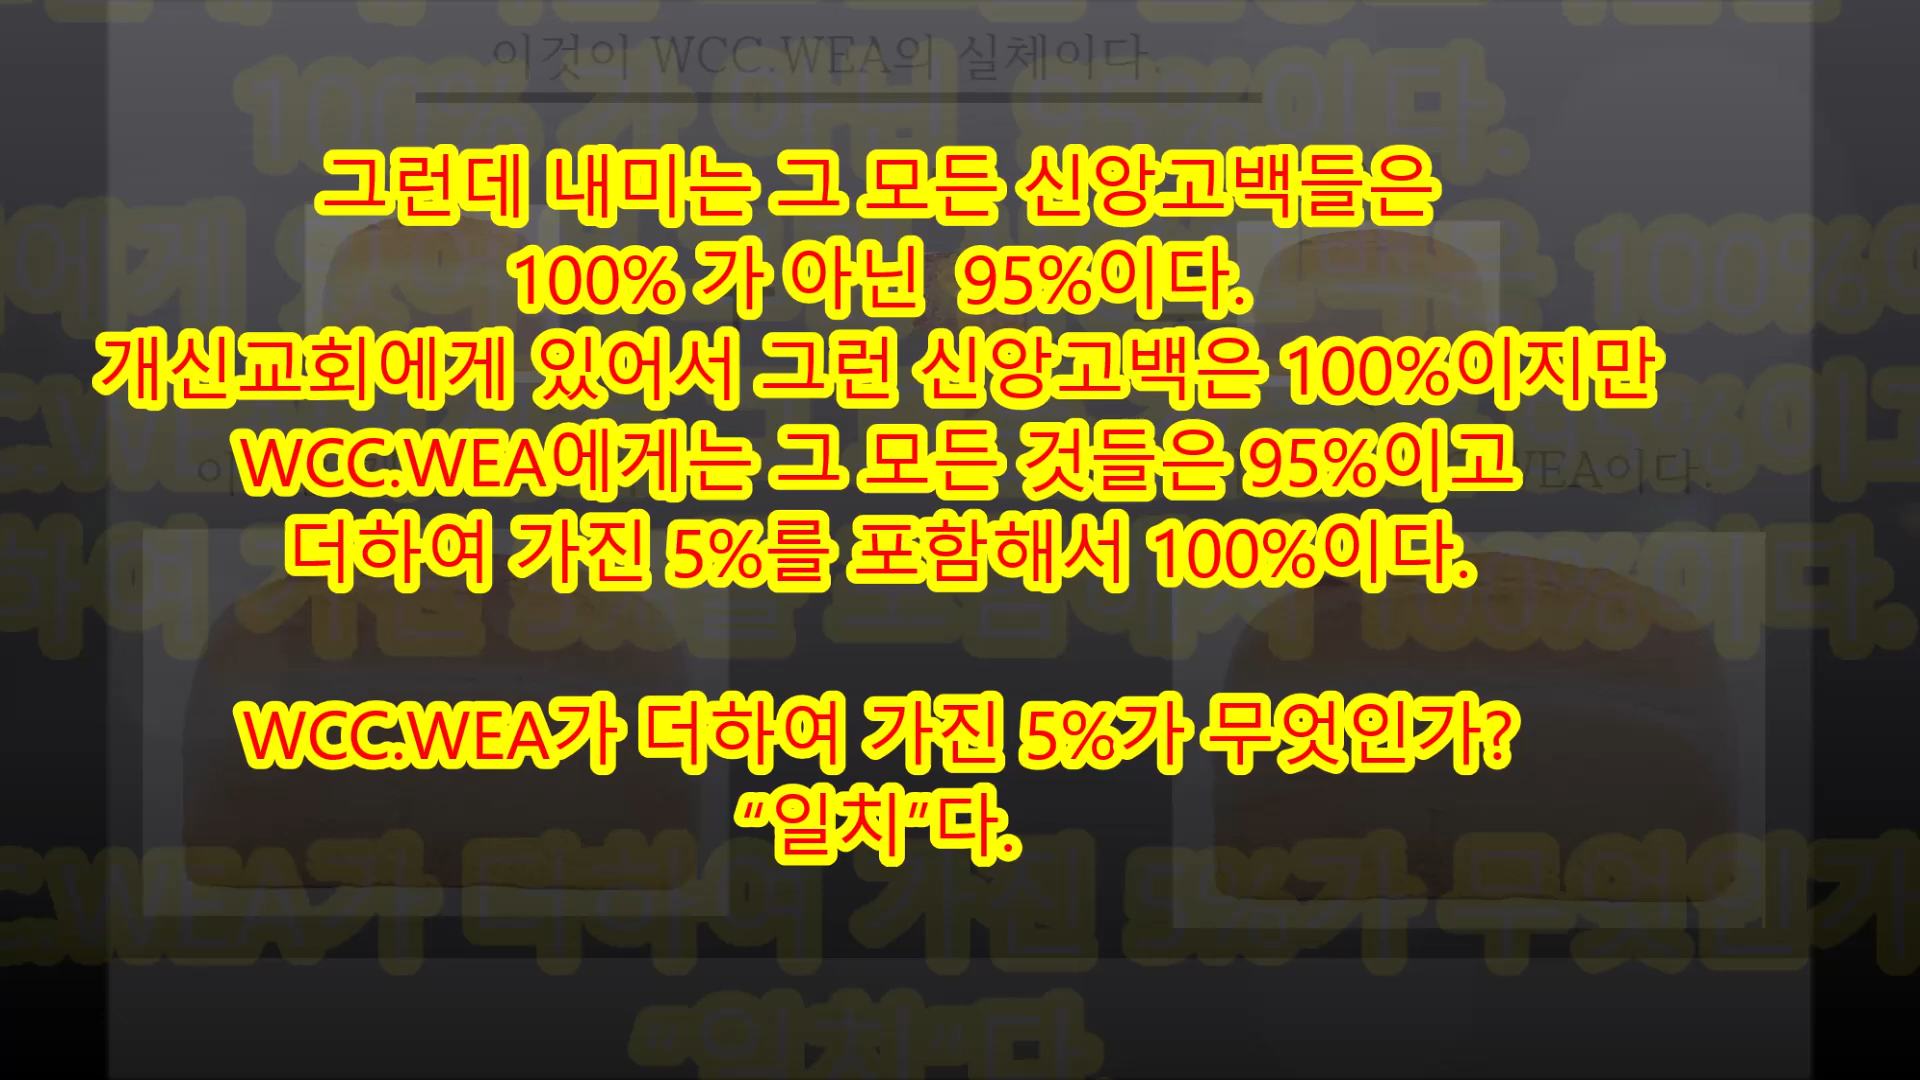 이것이 WCC.WEA의 실체이다.
그런데 내미는 그 모든 신앙고백들은
100% 가 아닌 95%이다.
개신교회에게 있어서 그런 신앙고백은 100%이지만
WCC.WEA에게는 그 모든 것들은 95%이고
더하여 가진 5%를 포함해서 100%이다.
WCC.WEA가 더하여 가진 5%가 무엇인가?
"일치"다.